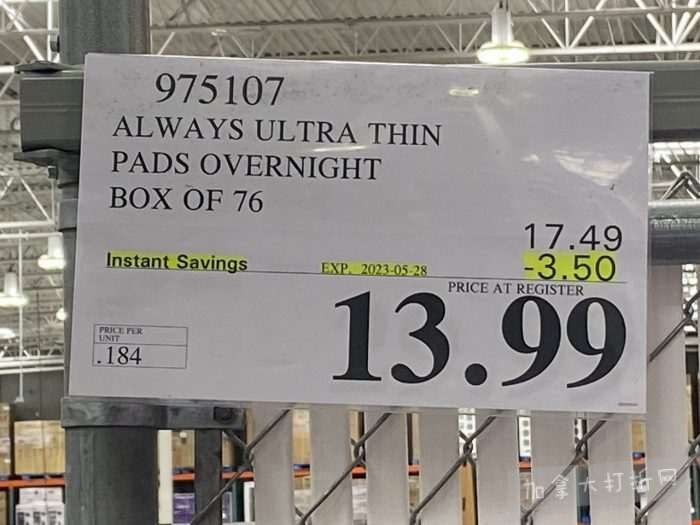 975107
ALWAYS ULTRA THIN
PADS OVERNIGHT
BOX OF 76
17.49
Instant Savings EXP. 2023-05-28 -3.50
PRICE AT REGISTER
13.99
PRICE PER
UNIT
.184
加拿大打折网